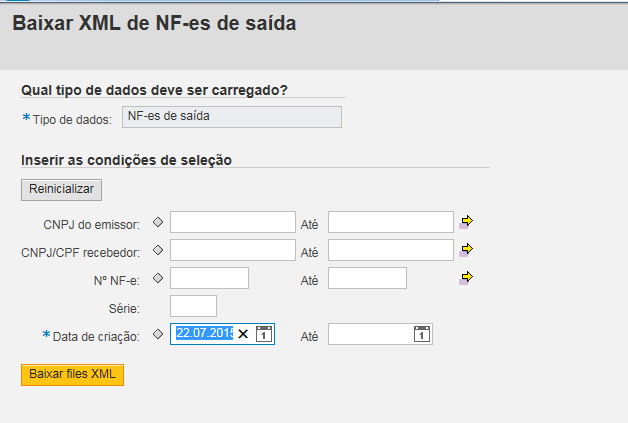 Baixar XML de NF-es de saída
Qual tipo de dados deve ser carregado?
* Tipo de dados: NF-es de saída
Inserir as condições de seleção
Reinicializar
CNPJ do emissor: Até
CNPJ/CPF recebedor: Até
Nº NF-e: Até
Série:
* Data de criação: 22.07.2015 1 Até 1
Baixar files XML